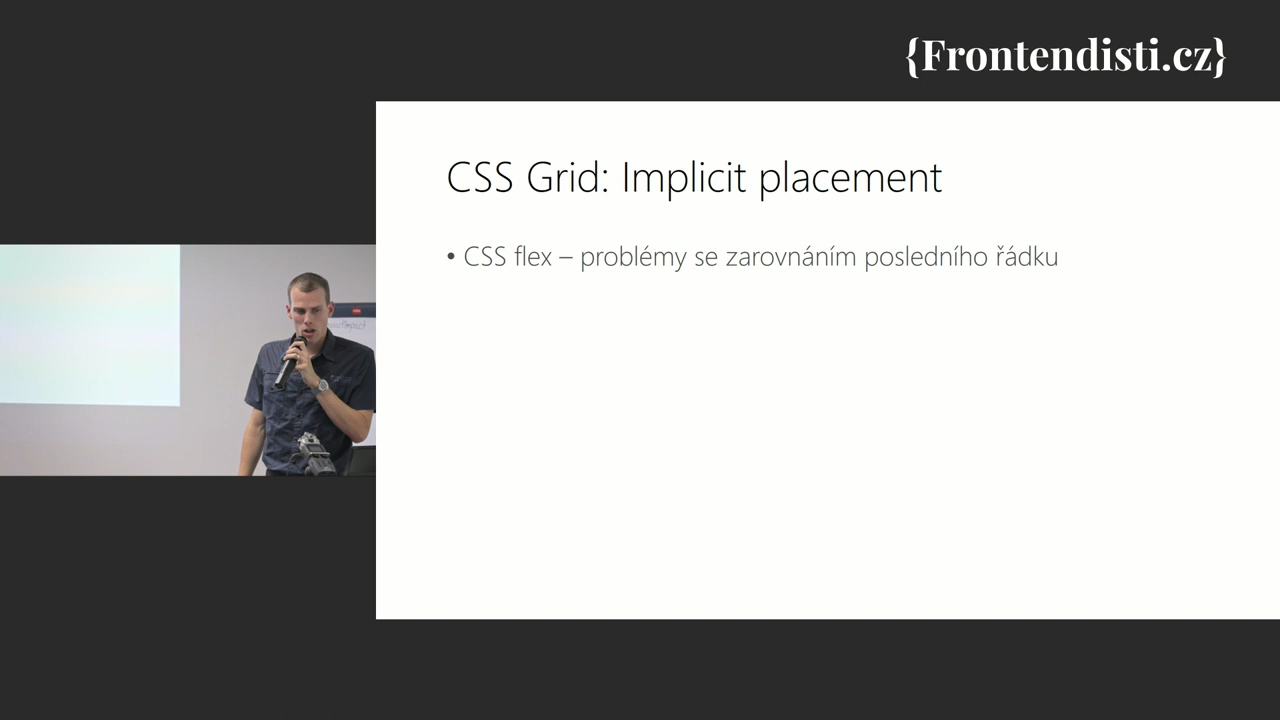 {Frontendisti.cz}
CSS Grid: Implicit placement
• CSS flex – problémy se zarovnáním posledního řádku